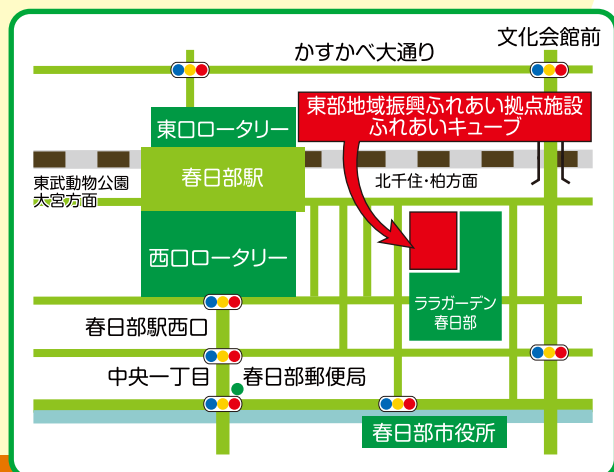 文化会館前
かすかべ大通り
東部地域振興ふれあい拠点施設
ふれあいキューブ
東口ロータリー
春日部駅
東武動物公園
大宮方面
北千住・柏方面
西口ロータリー
ララガーデン
春日部
春日部駅西口
中央一丁目
春日部郵便局
春日部市役所